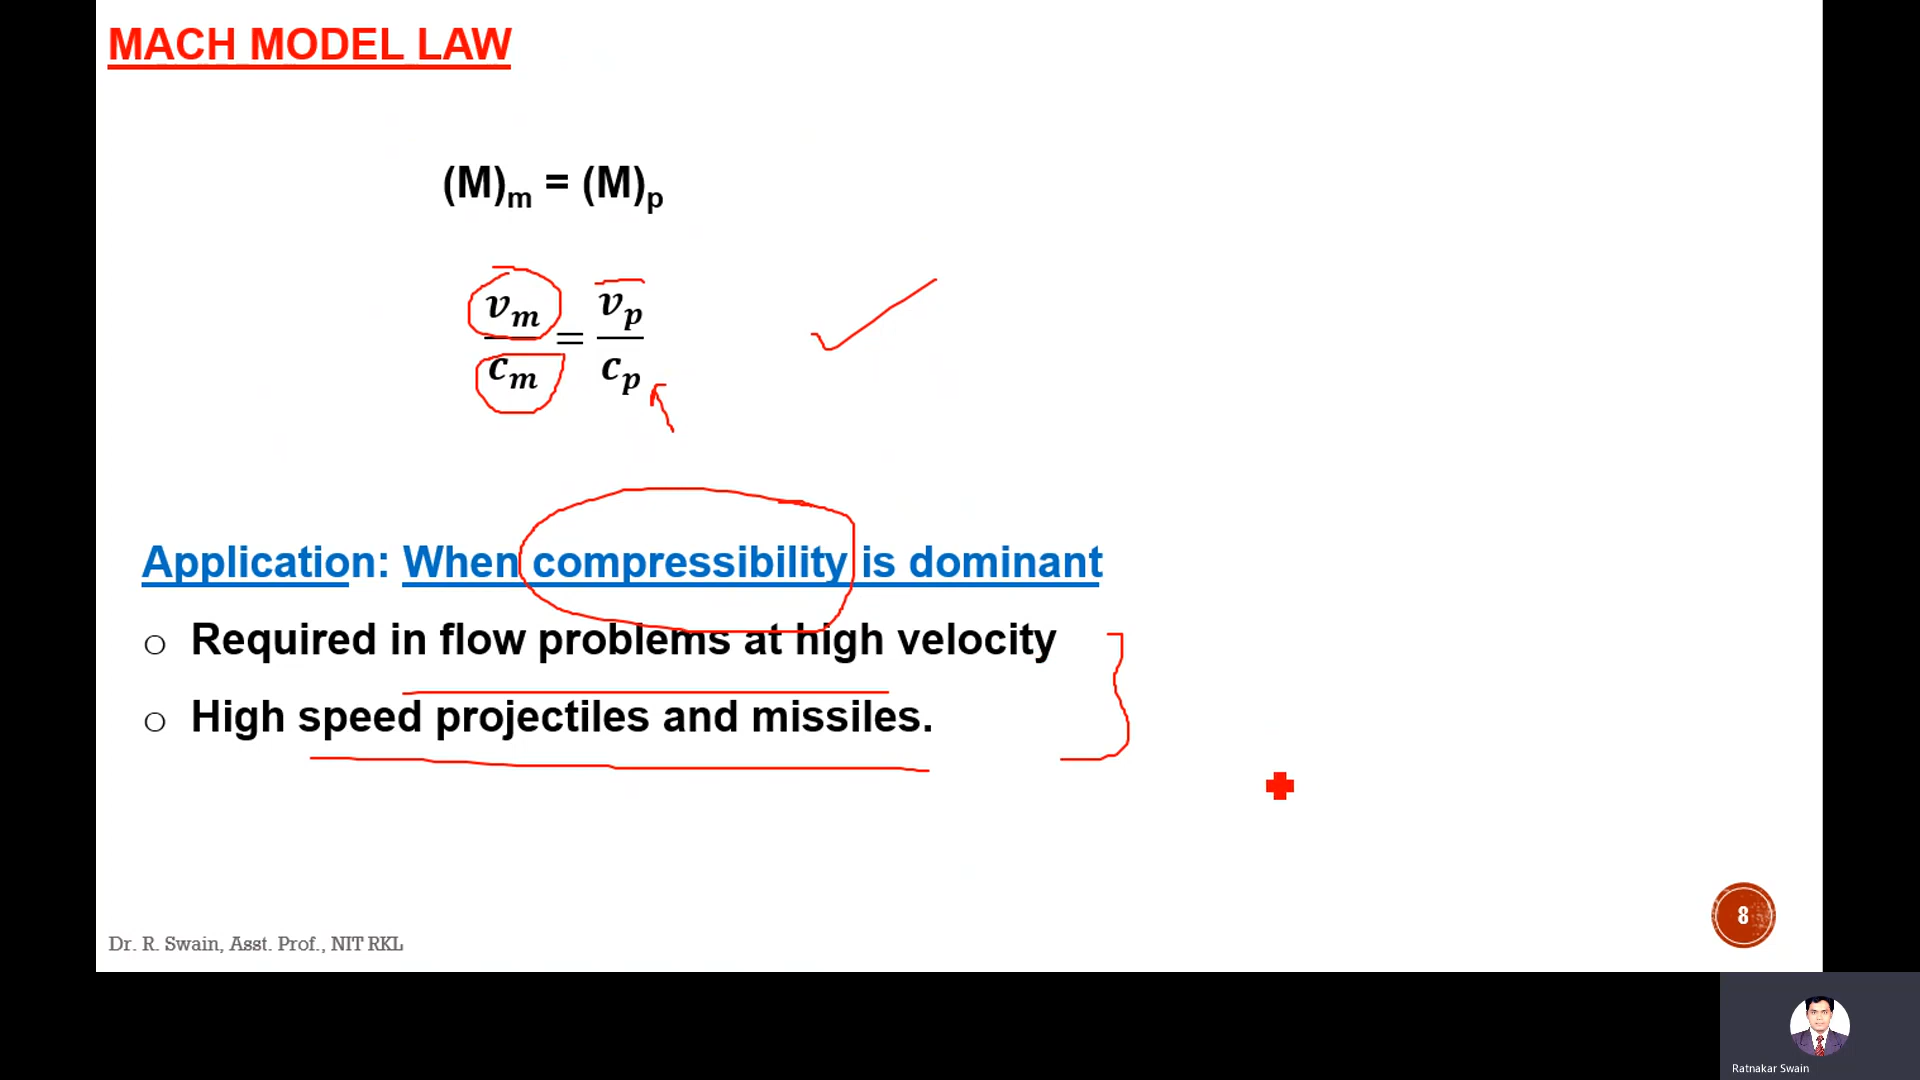 MACH MODEL LAW
(M)m = (M)p
vm/cm = vp/cp
Application: When compressibility is dominant
o Required in flow problems at high velocity
o High speed projectiles and missiles.
8
Dr. R. Swain, Asst. Prof., NIT RKL
Ratnakar Swain